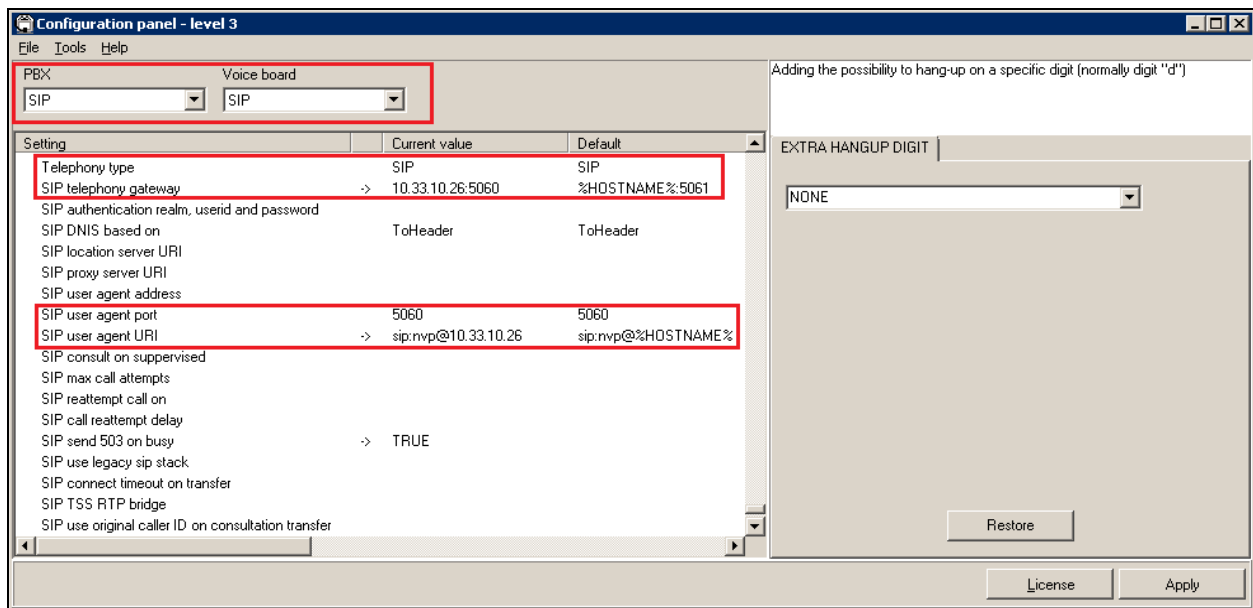 Configuration panel - level 3
File Tools Help
PBX Voice board
SIP SIP
Adding the possibility to hang-up on a specific digit (normally digit "d")
EXTRA HANGUP DIGIT
NONE
Setting Current value Default
Telephony type SIP SIP
SIP telephony gateway -> 10.33.10.26:5060 %HOSTNAME%:5061
SIP authentication realm, userid and password
SIP DNIS based on ToHeader ToHeader
SIP location server URI
SIP proxy server URI
SIP user agent address
SIP user agent port 5060 5060
SIP user agent URI -> sip:nvp@10.33.10.26 sip:nvp@%HOSTNAME%
SIP consult on suppervised
SIP max call attempts
SIP reattempt call on
SIP call reattempt delay
SIP send 503 on busy -> TRUE
SIP use legacy sip stack
SIP connect timeout on transfer
SIP TSS RTP bridge
SIP use original caller ID on consultation transfer
Restore
License Apply